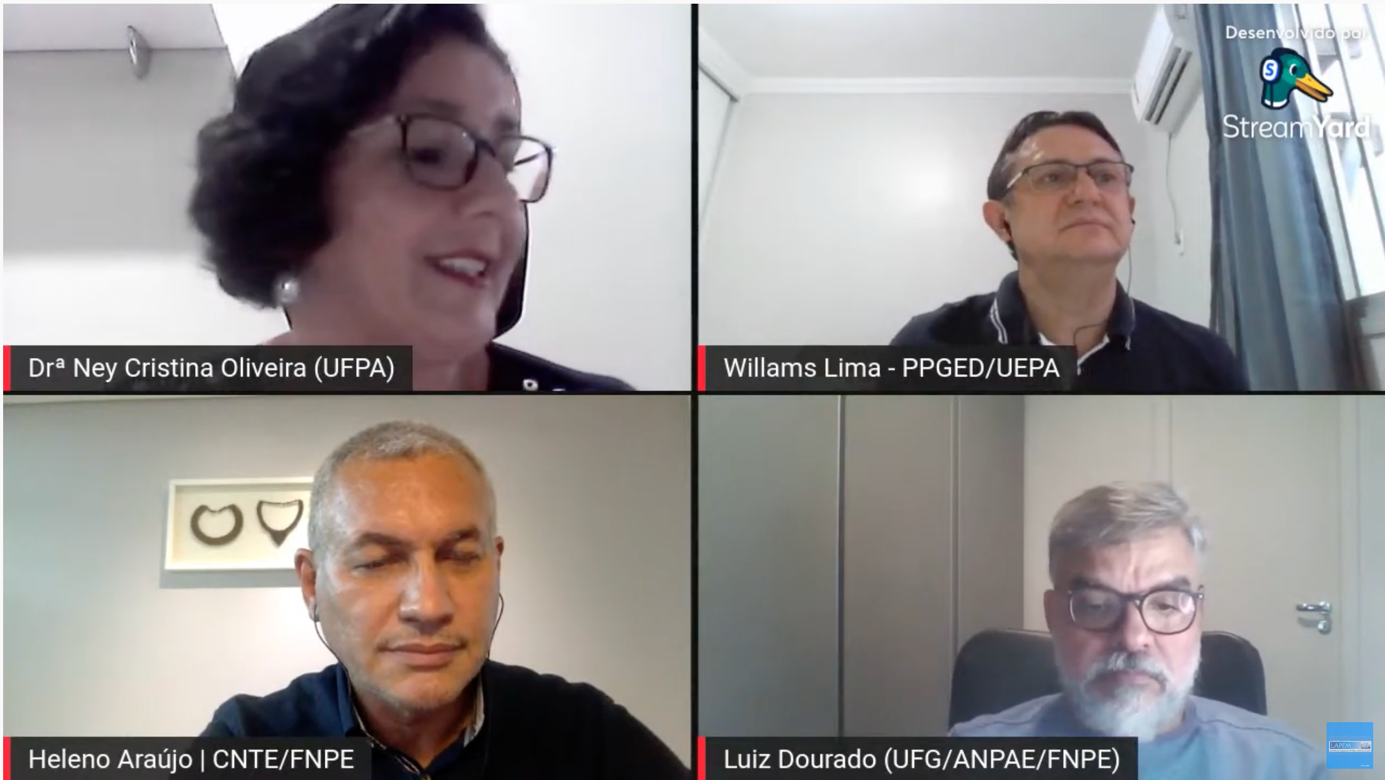 Desenvolvido por
S
StreamYard
Drª Ney Cristina Oliveira (UFPA)
Willams Lima - PPGED/UEPA
Heleno Araújo | CNTE/FNPE
Luiz Dourado (UFG/ANPAE/FNPE)